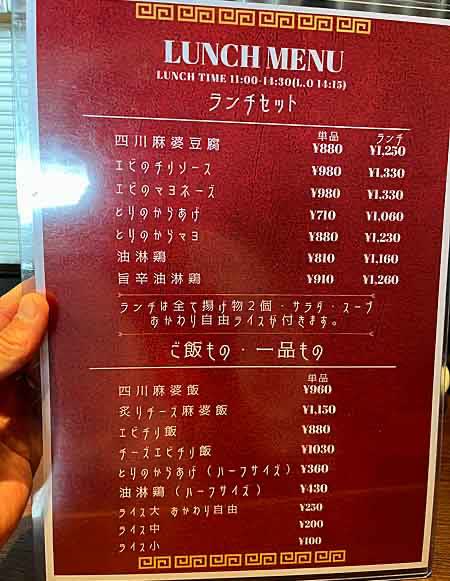 LUNCH MENU
LUNCH TIME 11:00-14:30(L.O 14:15)
ランチセット
単品 ランチ
四川麻婆豆腐 ¥880 ¥1,250
エビのチリソース ¥980 ¥1,330
エビのマヨネーズ ¥980 ¥1,330
とりのからあげ ¥710 ¥1,060
とりのからマヨ ¥880 ¥1,230
油淋鶏 ¥810 ¥1,160
旨辛油淋鶏 ¥910 ¥1,260
ランチは全て揚げ物2個・サラダ・スープ
おかわり自由ライスが付きます。
ご飯もの・一品もの
単品
四川麻婆飯 ¥960
炙りチーズ麻婆飯 ¥1,150
エビチリ飯 ¥880
チーズエビチリ飯 ¥1030
とりのからあげ(ハーフサイズ) ¥360
油淋鶏(ハーフサイズ) ¥430
ライス大 おかわり自由 ¥250
ライス中 ¥200
ライス小 ¥100